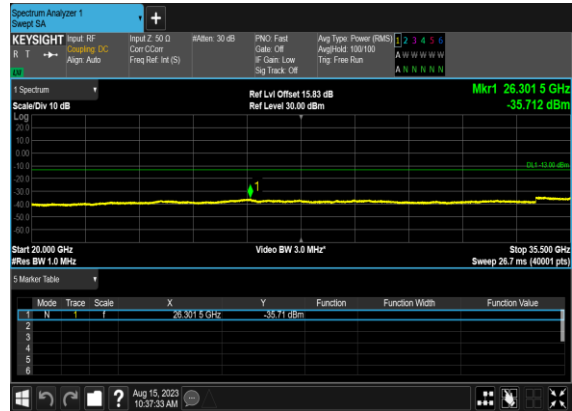 Spectrum Analyzer 1
Swept SA
KEYSIGHT Input: RF Input Z: 50 Ω #Atten: 30 dB PNO: Fast Avg Type: Power (RMS) 1 2 3 4 5 6
R T Coupling: DC Corr CCorr Gate: Off Avg|Hold: 100/100 A W W W W W
Align: Auto Freq Ref: Int (S) IF Gain: Low Trig: Free Run
LW Sig Track: Off A N N N N N
1 Spectrum Ref Lvl Offset 15.83 dB Mkr1 26.301 5 GHz
Scale/Div 10 dB Ref Level 30.00 dBm -35.712 dBm
Log
20.0
10.0
0.00
-10.0 DL1 -13.00 dBm
-20.0
-30.0 1
-40.0
-50.0
-60.0
Start 20.000 GHz Video BW 3.0 MHz* Stop 35.500 GHz
#Res BW 1.0 MHz Sweep 26.7 ms (40001 pts)
5 Marker Table
Mode Trace Scale X Y Function Function Width Function Value
1 N 1 f 26.301 5 GHz -35.71 dBm
2
3
4
5
6
? Aug 15, 2023
10:37:33 AM